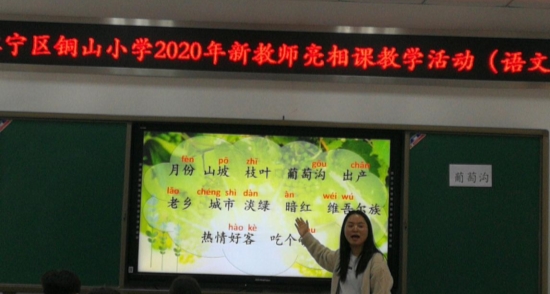 宁区铜山小学2020年新教师亮相课教学活动（语文
fèn pō zhī gōu chǎn
月份 山坡 枝叶 葡萄沟 出产
lǎo chéng shì dàn àn wéi wú
老乡 城市 淡绿 暗红 维吾尔族
hào kè
热情好客 吃个
葡萄沟